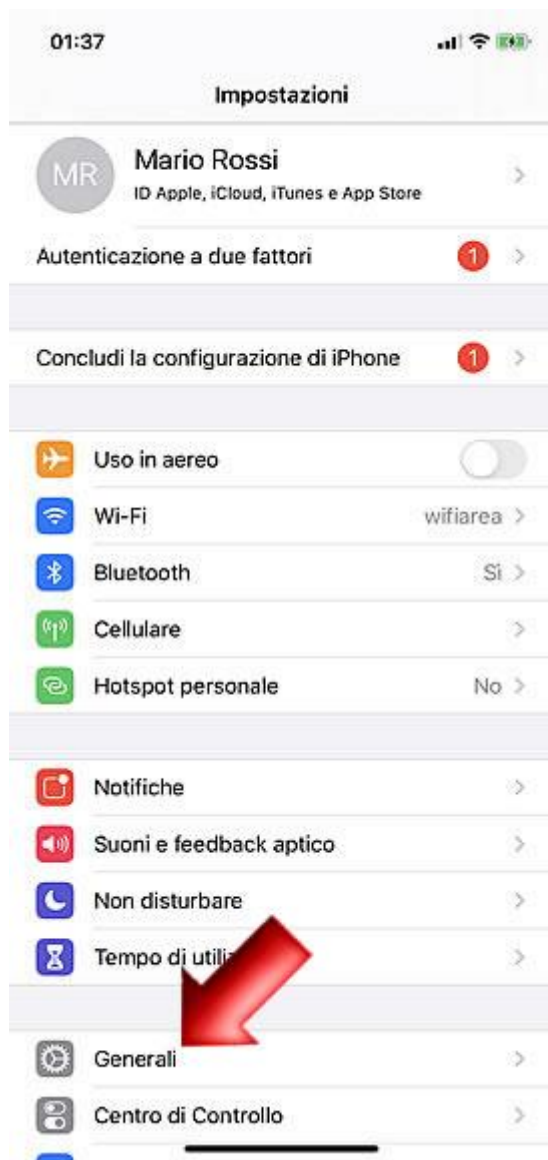 01:37
Impostazioni
MR
Mario Rossi
ID Apple, iCloud, iTunes e App Store
Autenticazione a due fattori 1
Concludi la configurazione di iPhone 1
Uso in aereo
Wi-Fi wifiarea
Bluetooth Sì
Cellulare
Hotspot personale No
Notifiche
Suoni e feedback aptico
Non disturbare
Tempo di
Generali
Centro di Controllo